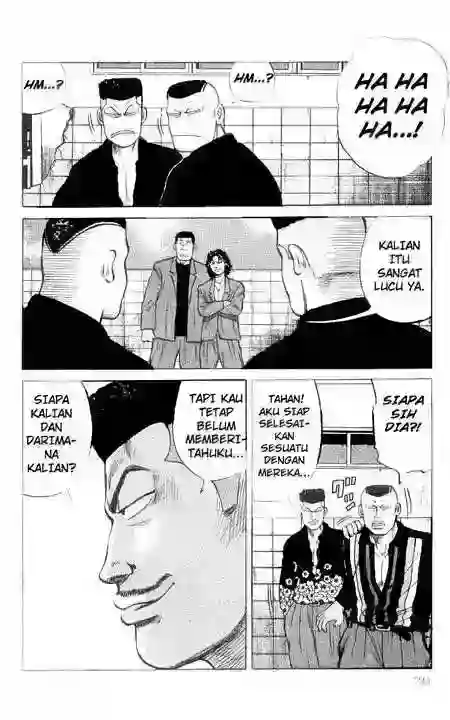 HA HA
HA HA
HA...!
HM...?
HM...?
KALIAN
ITU
SANGAT
LUCU YA.
SIAPA
SIH
DIA?!
TAHAN!
AKU SIAP
SELESAI-
KAN
SESUATU
DENGAN
MEREKA...
TAPI KAU
TETAP
BELUM
MEMBERI-
TAHUKU...
SIAPA
KALIAN
DAN
DARIMA-
NA
KALIAN?